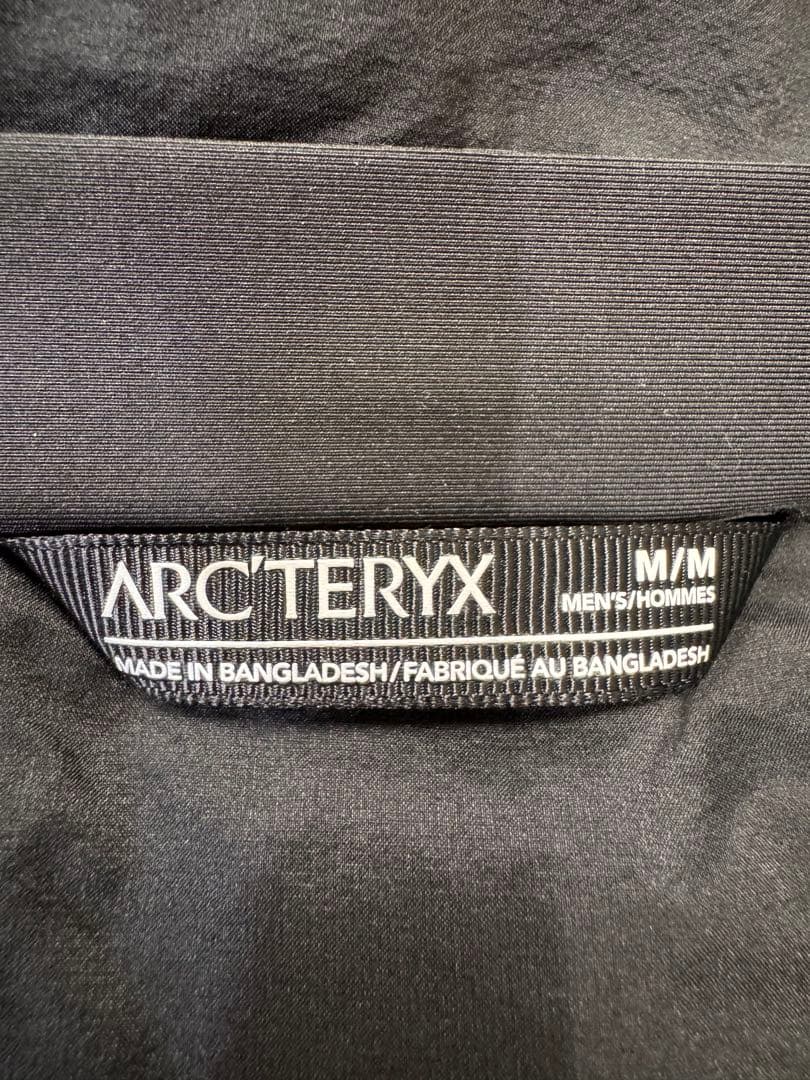 ARC'TERYX
M/M
MEN'S/HOMMES
MADE IN BANGLADESH/FABRIQUÉ AU BANGLADESH